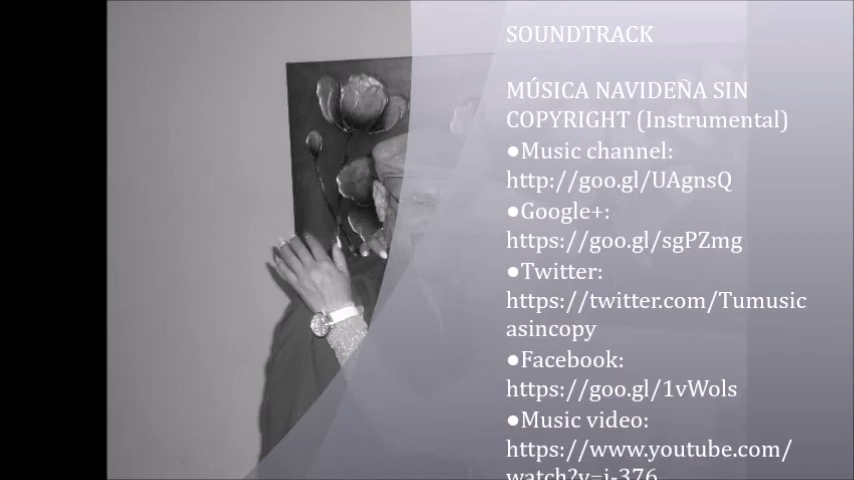 SOUNDTRACK
MÚSICA NAVIDEÑA SIN
COPYRIGHT (Instrumental)
●Music channel:
http://goo.gl/UAgnsQ
●Google+:
https://goo.gl/sgPZmg
●Twitter:
https://twitter.com/Tumusic
asincopy
●Facebook:
https://goo.gl/1vWols
●Music video:
https://www.youtube.com/